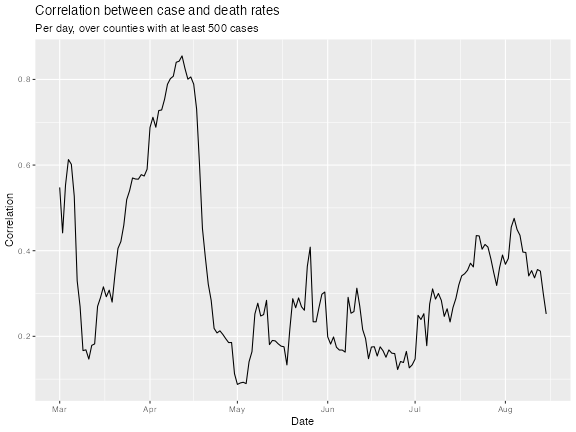 Correlation between case and death rates
Per day, over counties with at least 500 cases
0.8
0.6
0.4
0.2
Correlation
Mar Apr May Jun Jul Aug
Date